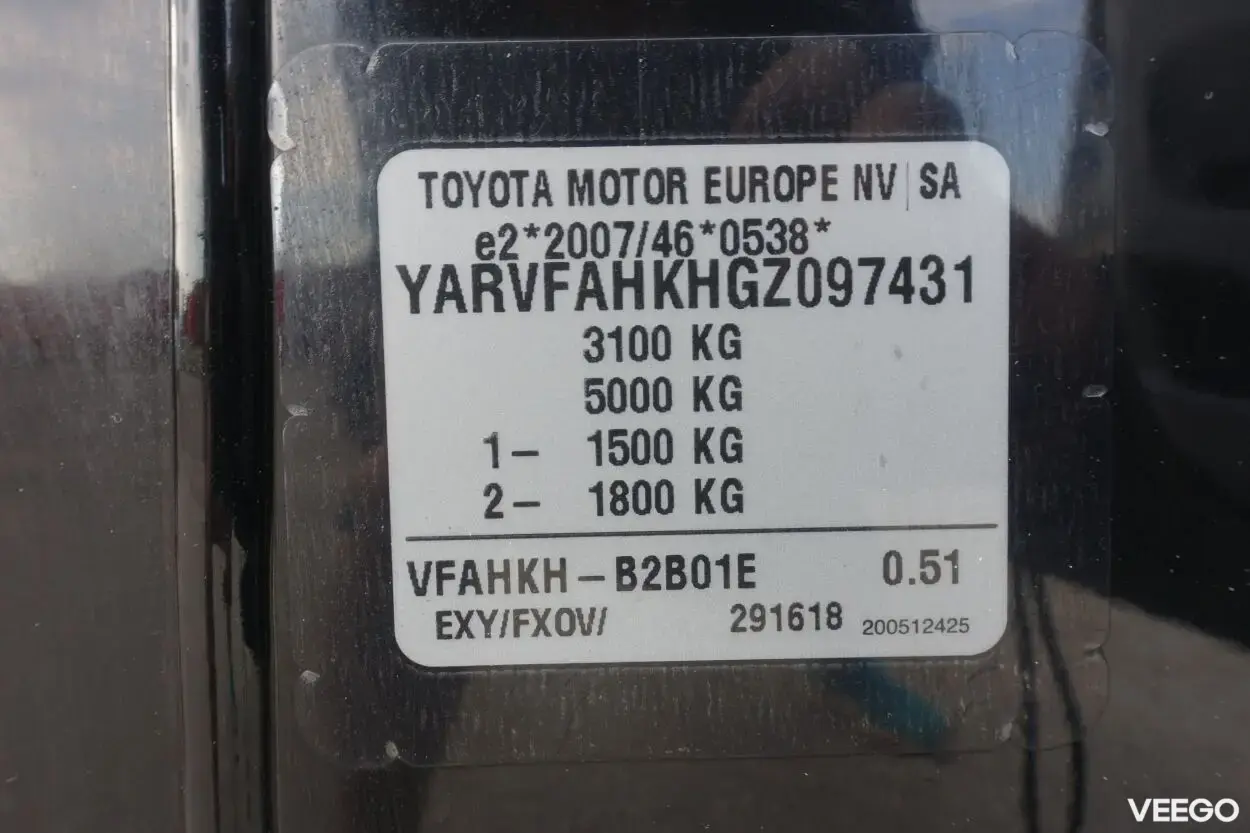 TOYOTA MOTOR EUROPE NV | SA
e2*2007/46*0538*
YARVFAHKHGZ097431
3100 KG
5000 KG
1- 1500 KG
2- 1800 KG
VFAHKH-B2B01E 0.51
EXY/FXOV/ 291618 200512425
VEEGO